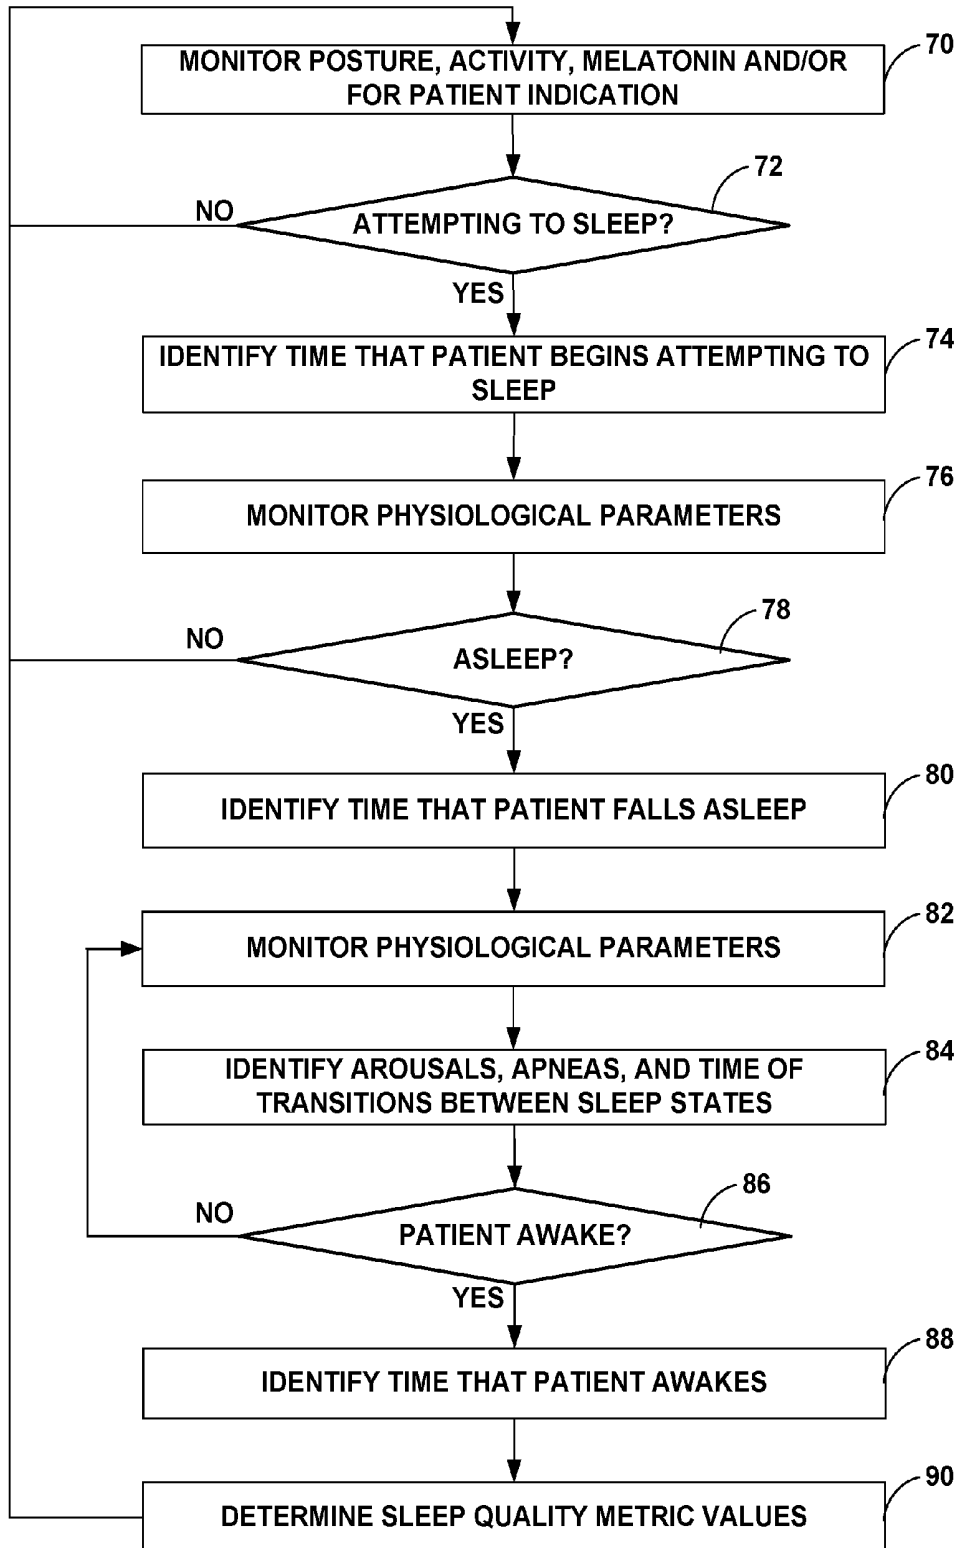 70
MONITOR POSTURE, ACTIVITY, MELATONIN AND/OR
FOR PATIENT INDICATION
72
NO
ATTEMPTING TO SLEEP?
YES
74
IDENTIFY TIME THAT PATIENT BEGINS ATTEMPTING TO
SLEEP
76
MONITOR PHYSIOLOGICAL PARAMETERS
78
NO
ASLEEP?
YES
80
IDENTIFY TIME THAT PATIENT FALLS ASLEEP
82
MONITOR PHYSIOLOGICAL PARAMETERS
84
IDENTIFY AROUSALS, APNEAS, AND TIME OF
TRANSITIONS BETWEEN SLEEP STATES
86
NO
PATIENT AWAKE?
YES
88
IDENTIFY TIME THAT PATIENT AWAKES
90
DETERMINE SLEEP QUALITY METRIC VALUES